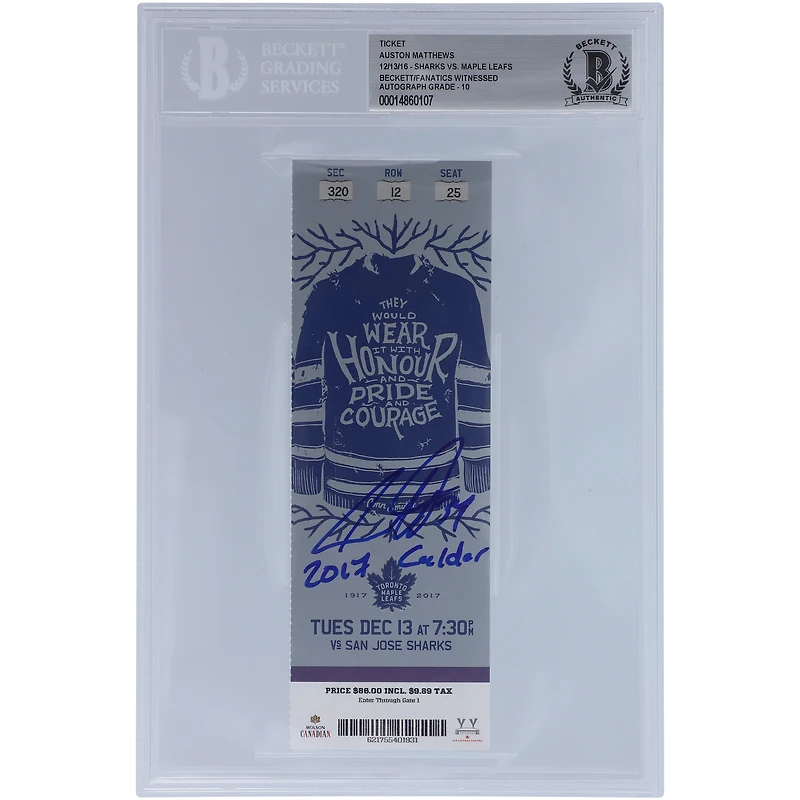 BECKETT®
GRADING
SERVICES
TICKET
AUSTON MATTHEWS
12/13/16 - SHARKS VS. MAPLE LEAFS
BECKETT/FANATICS WITNESSED
AUTOGRAPH GRADE - 10
00014860107
BECKETT
B
AUTHENTIC
SEC ROW SEAT
320 12 25
THEY
WOULD
WEAR
IT WITH
HONOUR
AND
PRIDE
AND
COURAGE
34
2017 Calder
TORONTO
MAPLE
LEAFS
1917 2017
TUES DEC 13 AT 7:30PM
VS SAN JOSE SHARKS
PRICE $86.00 INCL. $9.89 TAX
Enter Through Gate 1
MOLSON
CANADIAN
621755401931